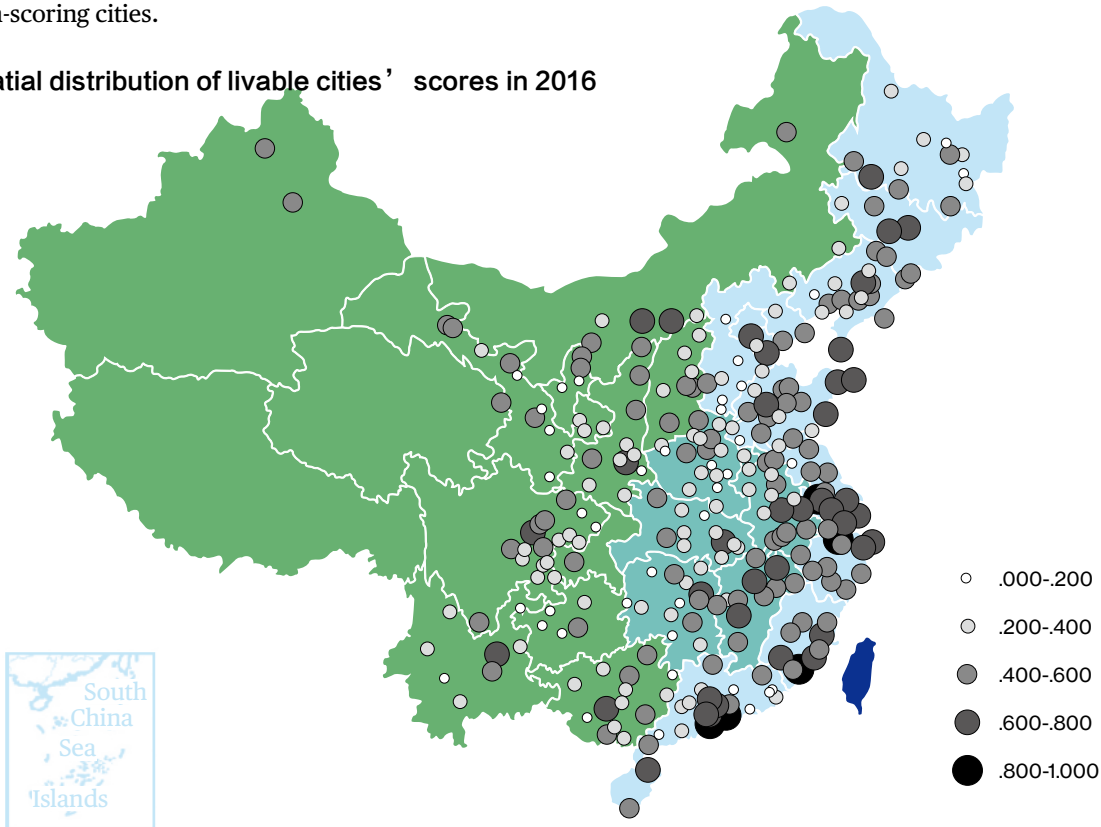 -scoring cities.
atial distribution of livable cities’ scores in 2016
.000-.200
.200-.400
.400-.600
.600-.800
.800-1.000
South
China
Sea
Islands